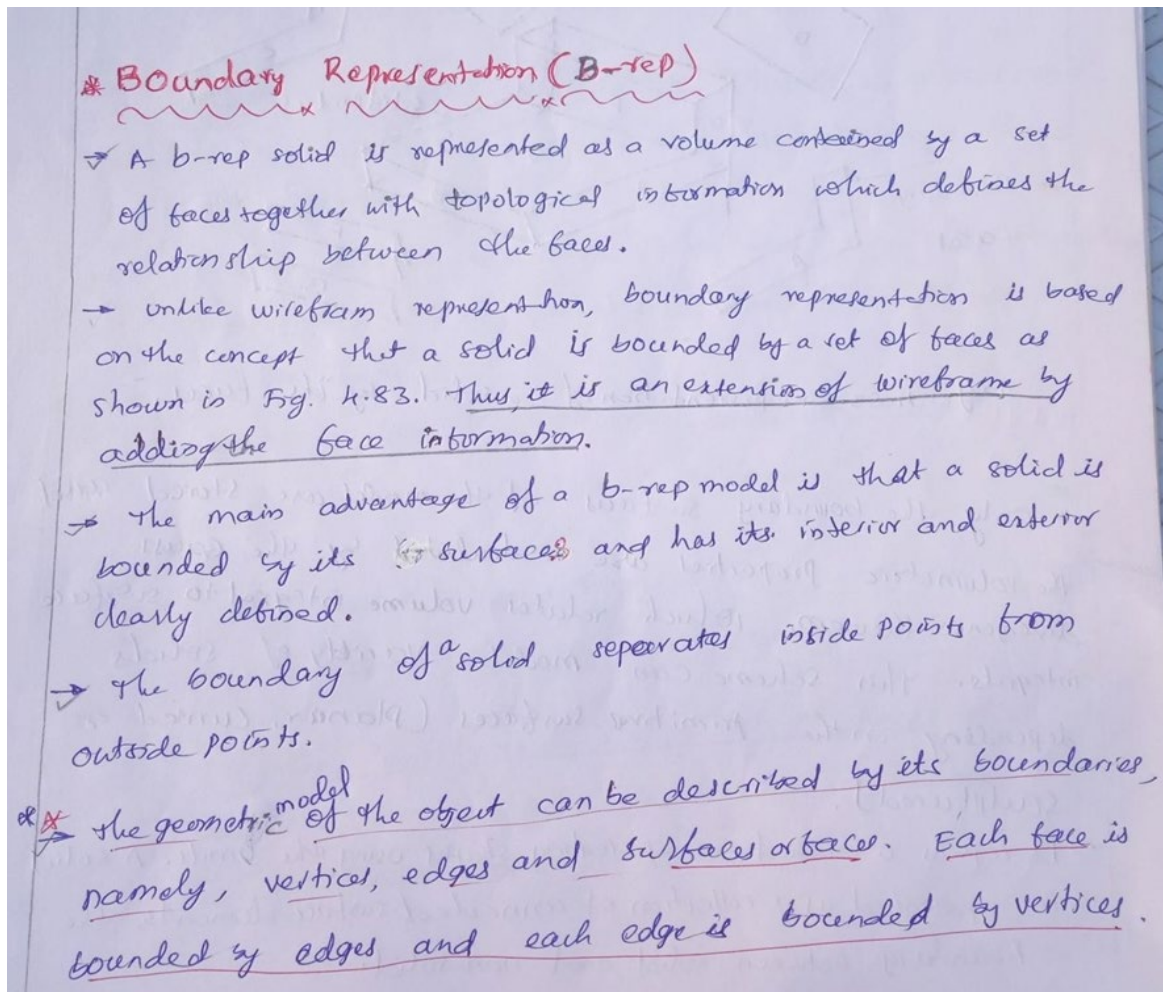 * Boundary Representation (B-rep)
→ A b-rep solid is represented as a volume contained by a set
of faces together with topological information which defines the
relationship between the faces.
→ unlike wirefram representation, boundary representation is based
on the concept that a solid is bounded by a set of faces as
shown in Fig. 4.83. Thus, it is an extension of wireframe by
adding the face information.
→ The main advantage of a b-rep model is that a solid is
bounded by its surfaces and has its interior and exterior
clearly defined.
→ The boundary of a solid seperates inside points from
outside points.
** → The geometric model of the object can be described by its boundaries,
namely, vertices, edges and surfaces or faces. Each face is
bounded by edges and each edge is bounded by vertices.